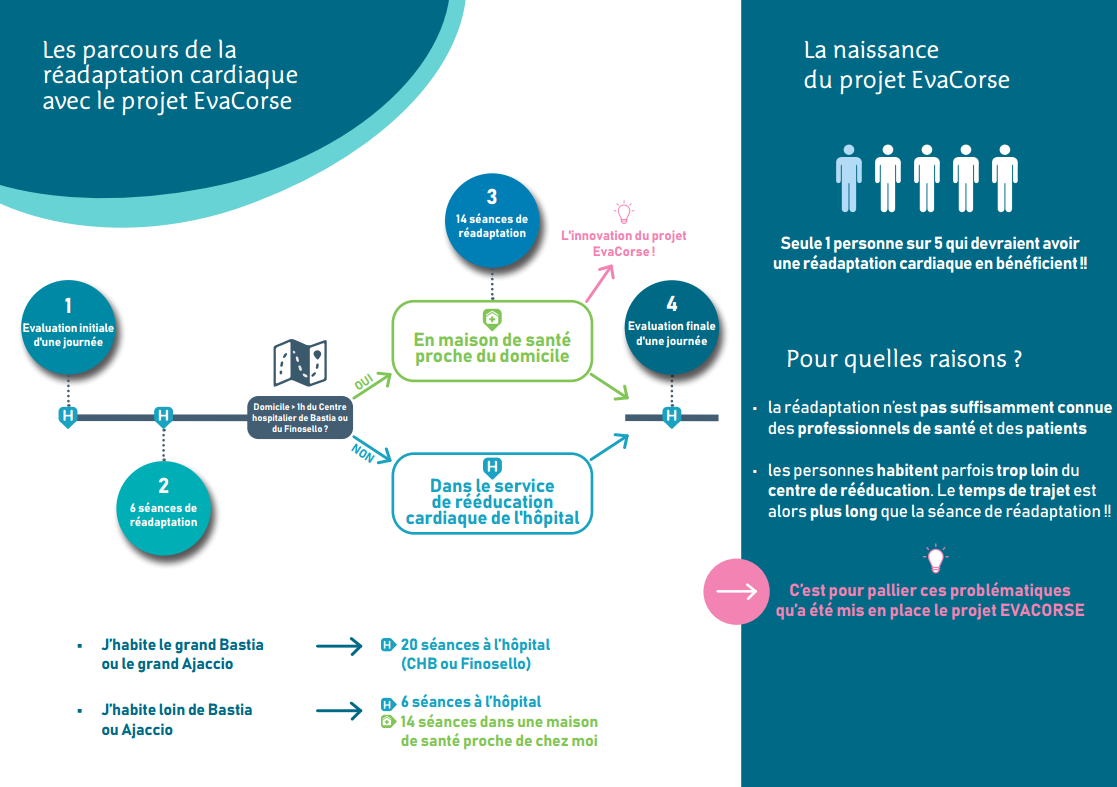 Les parcours de la
réadaptation cardiaque
avec le projet EvaCorse
1
Evaluation initiale
d'une journée
H
H
2
6 séances de
réadaptation
Domicile > 1h du Centre
hospitalier de Bastia ou
du Finosello ?
OUI
NON
3
14 séances de
réadaptation
L'innovation du projet
EvaCorse !
En maison de santé
proche du domicile
H
Dans le service
de rééducation
cardiaque de l'hôpital
4
Evaluation finale
d'une journée
H
▪ J’habite le grand Bastia
ou le grand Ajaccio
H 20 séances à l’hôpital
(CHB ou Finosello)
▪ J’habite loin de Bastia
ou Ajaccio
H 6 séances à l’hôpital
14 séances dans une maison
de santé proche de chez moi
La naissance
du projet EvaCorse
Seule 1 personne sur 5 qui devraient avoir
une réadaptation cardiaque en bénéficient !!
Pour quelles raisons ?
▪ la réadaptation n’est pas suffisamment connue
des professionnels de santé et des patients
▪ les personnes habitent parfois trop loin du
centre de rééducation. Le temps de trajet est
alors plus long que la séance de réadaptation !!
C’est pour pallier ces problématiques
qu’a été mis en place le projet EVACORSE